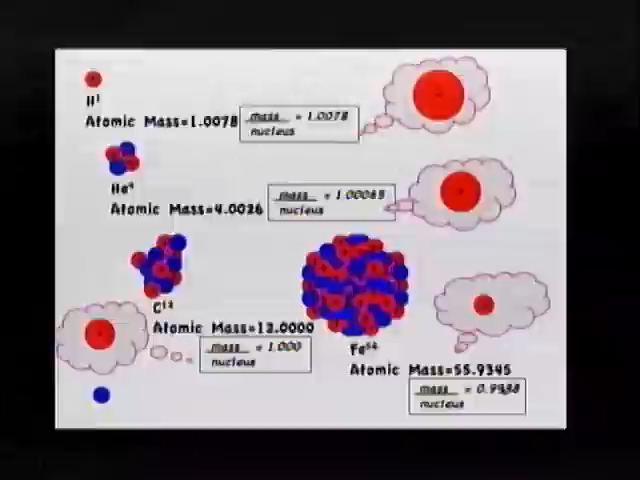 H1
Atomic Mass=1.0078
mass = 1.0078
nucleus
He4
Atomic Mass=4.0026
mass = 1.00065
nucleus
C12
Atomic Mass=12.0000
mass = 1.000
nucleus
Fe56
Atomic Mass=55.9345
mass = 0.9988
nucleus